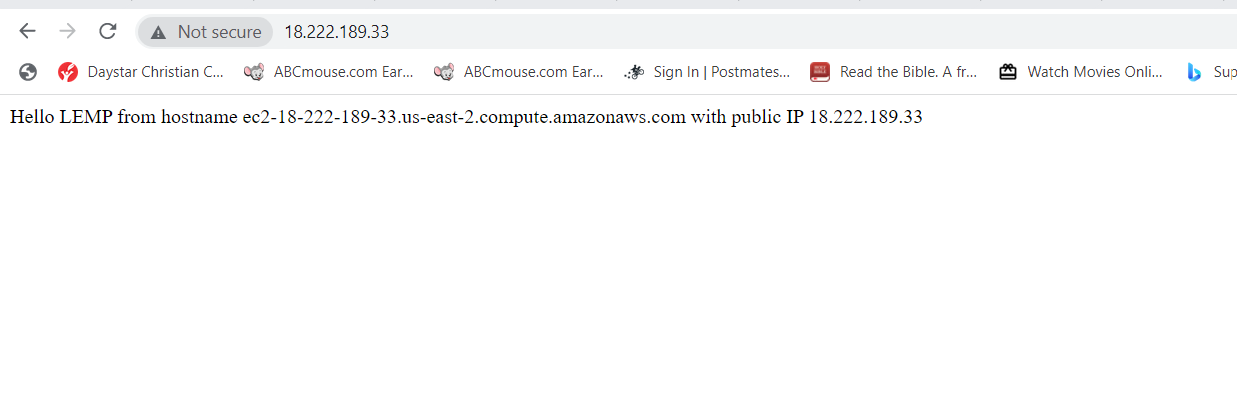 Not secure 18.222.189.33
Daystar Christian C... ABCmouse.com Ear... ABCmouse.com Ear... Sign In | Postmates... Read the Bible. A fr... Watch Movies Onli... Sup
Hello LEMP from hostname ec2-18-222-189-33.us-east-2.compute.amazonaws.com with public IP 18.222.189.33